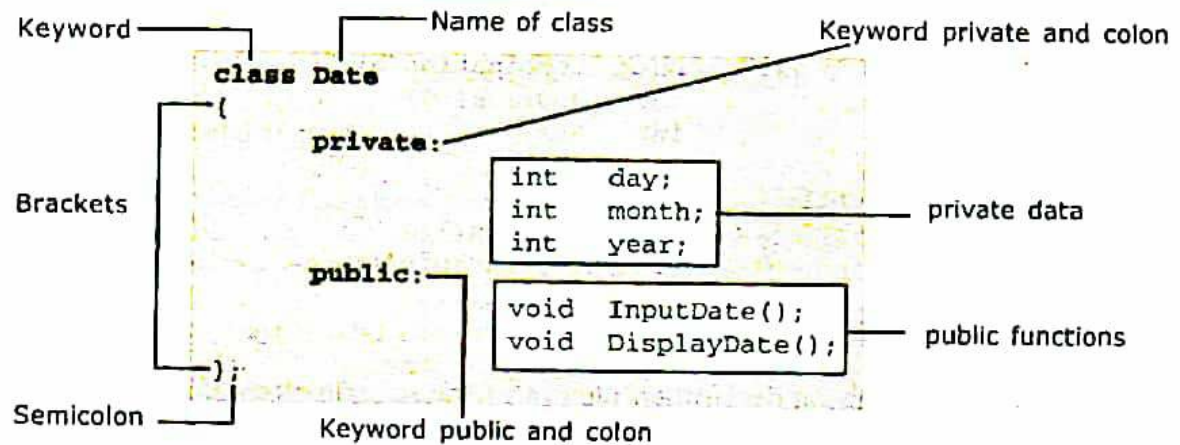 Keyword
Name of class
Keyword private and colon
class Date
{
private:
int day;
int month;
int year;
Brackets
private data
public:
void InputDate();
void DisplayDate();
public functions
};
Semicolon
Keyword public and colon